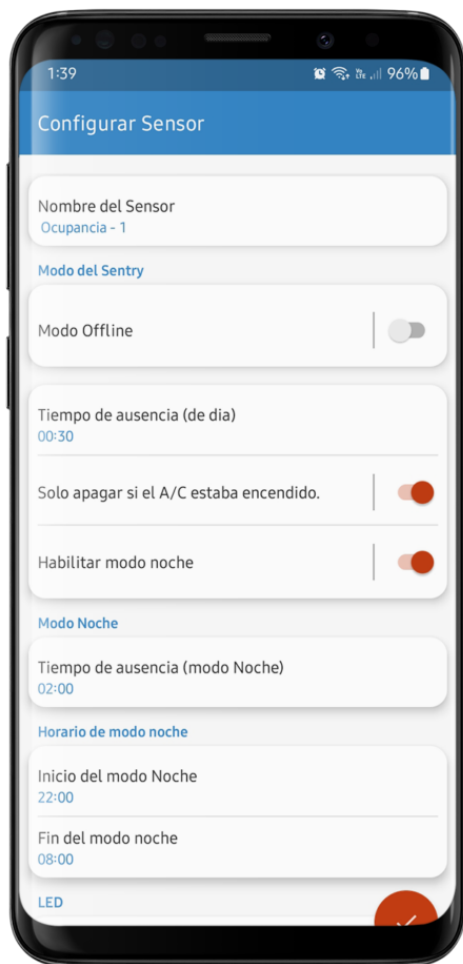 1:39
96%
Configurar Sensor
Nombre del Sensor
Ocupancia - 1
Modo del Sentry
Modo Offline
Tiempo de ausencia (de dia)
00:30
Solo apagar si el A/C estaba encendido.
Habilitar modo noche
Modo Noche
Tiempo de ausencia (modo Noche)
02:00
Horario de modo noche
Inicio del modo Noche
22:00
Fin del modo noche
08:00
LED